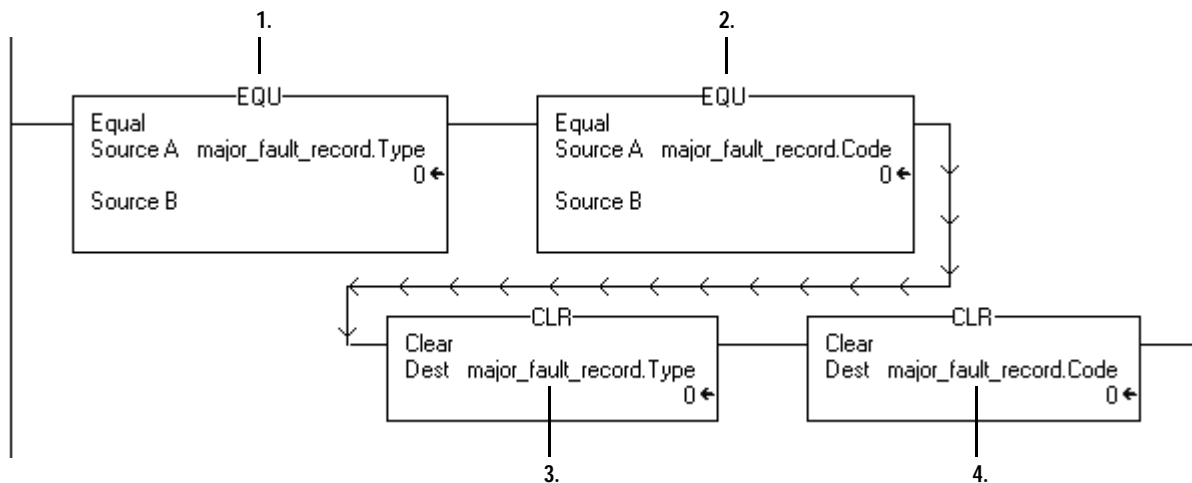 1.
2.
EQU
Equal
Source A major_fault_record.Type
0
Source B
EQU
Equal
Source A major_fault_record.Code
0
Source B
CLR
Clear
Dest major_fault_record.Type
0
CLR
Clear
Dest major_fault_record.Code
0
3.
4.